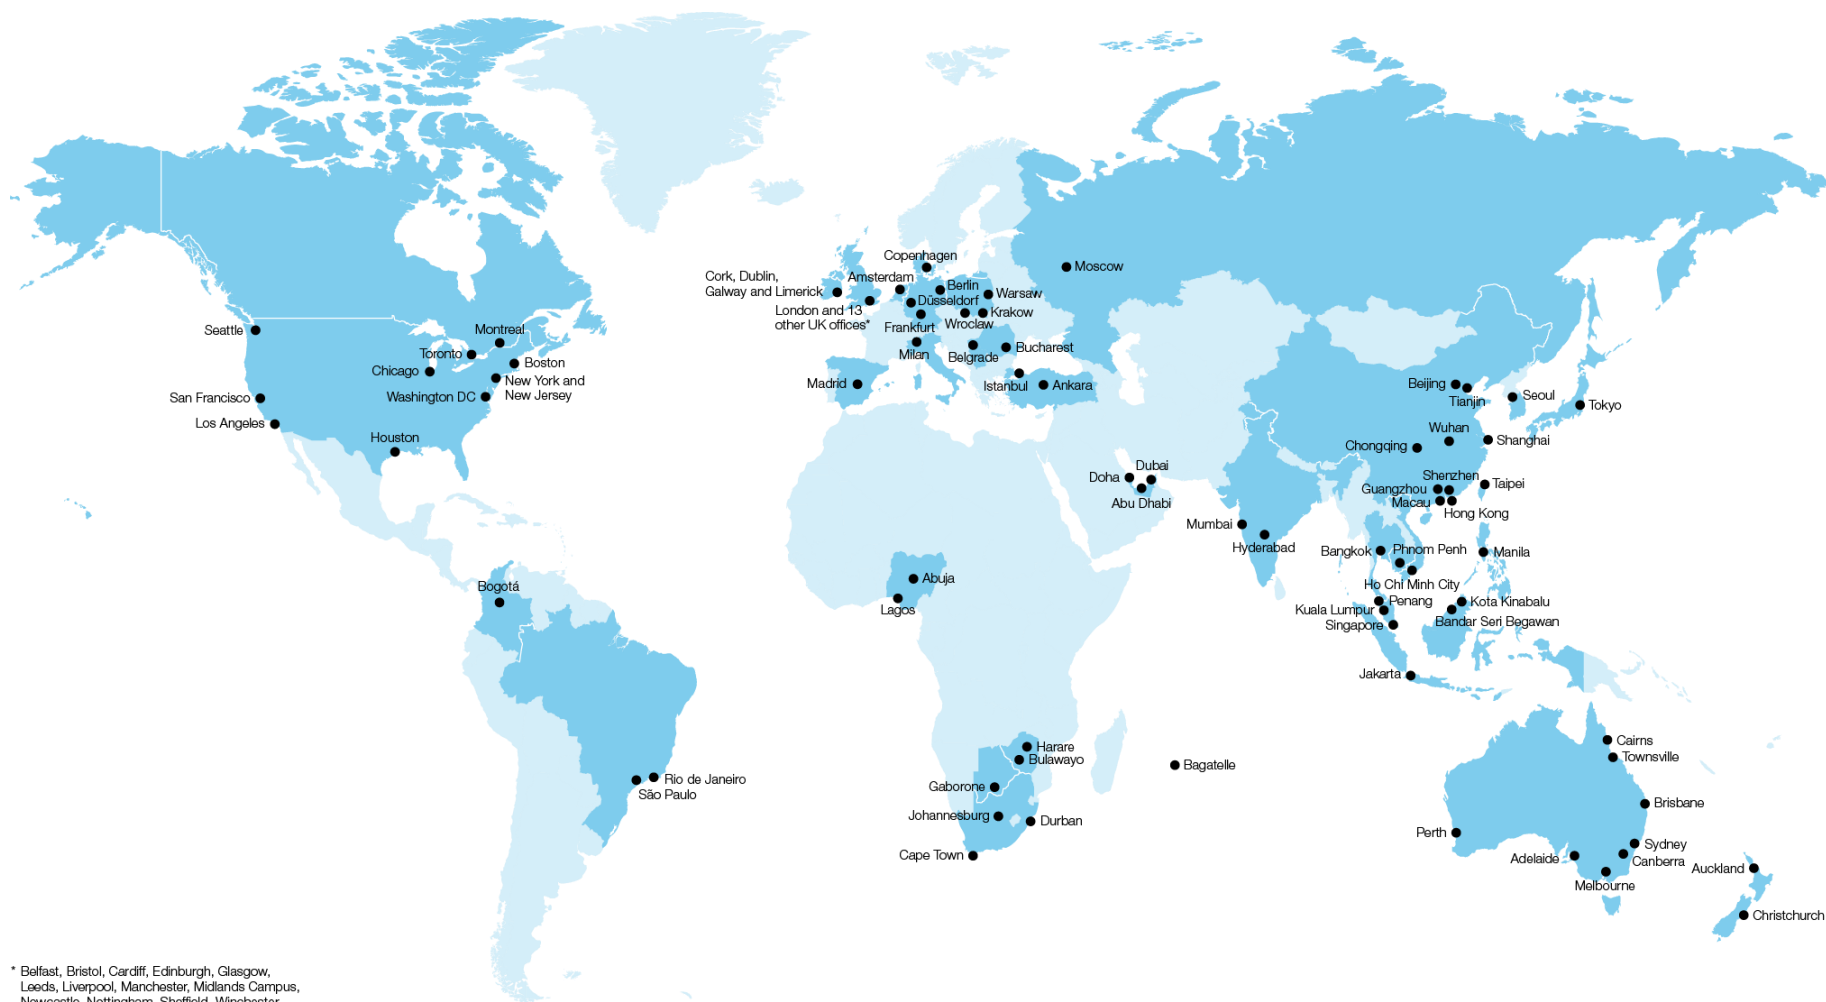 Copenhagen
Cork, Dublin,
Galway and Limerick
Amsterdam
Berlin
Moscow
Warsaw
Düsseldorf
London and 13
other UK offices*
Krakow
Frankfurt
Wroclaw
Seattle
Montreal
Milan
Belgrade
Bucharest
Toronto
Boston
Chicago
New York and
New Jersey
Madrid
Istanbul
Ankara
Beijing
Tianjin
Seoul
Tokyo
San Francisco
Washington DC
Los Angeles
Houston
Wuhan
Chongqing
Shanghai
Doha
Dubai
Abu Dhabi
Shenzhen
Guangzhou
Taipei
Macau
Hong Kong
Mumbai
Hyderabad
Bangkok
Phnom Penh
Manila
Ho Chi Minh City
Bogotá
Abuja
Lagos
Penang
Kota Kinabalu
Kuala Lumpur
Bandar Seri Begawan
Singapore
Jakarta
Harare
Bulawayo
Bagatelle
Cairns
Townsville
Rio de Janeiro
São Paulo
Gaborone
Johannesburg
Durban
Cape Town
Brisbane
Perth
Sydney
Adelaide
Canberra
Melbourne
Auckland
Christchurch
* Belfast, Bristol, Cardiff, Edinburgh, Glasgow,
Leeds, Liverpool, Manchester, Midlands Campus,
Newcastle, Nottingham, Sheffield, Winchester